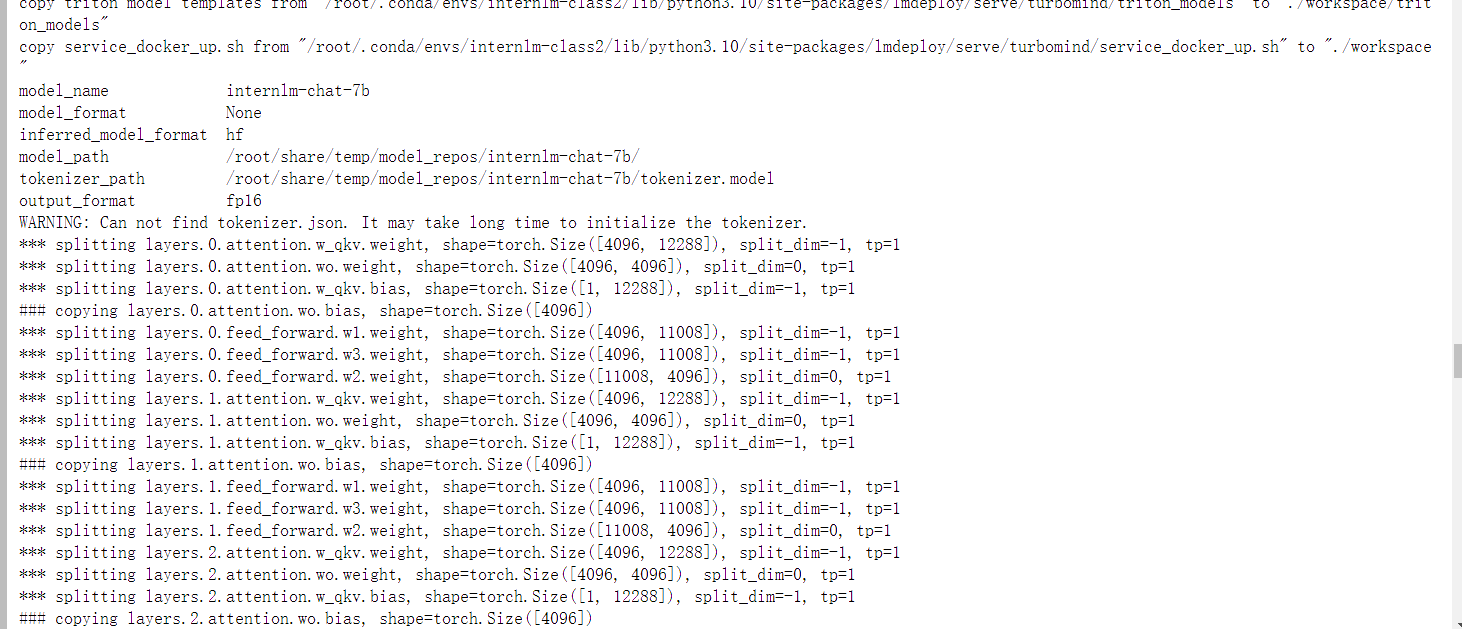 copy triton model templates from "/root/.conda/envs/internlm-class2/lib/python3.10/site-packages/lmdeploy/serve/turbomind/triton_models" to "./workspace/trit
on_models"
copy service_docker_up.sh from "/root/.conda/envs/internlm-class2/lib/python3.10/site-packages/lmdeploy/serve/turbomind/service_docker_up.sh" to "./workspace
"
model_name             internlm-chat-7b
model_format           None
inferred_model_format  hf
model_path             /root/share/temp/model_repos/internlm-chat-7b/
tokenizer_path         /root/share/temp/model_repos/internlm-chat-7b/tokenizer.model
output_format          fp16
WARNING: Can not find tokenizer.json. It may take long time to initialize the tokenizer.
*** splitting layers.0.attention.w_qkv.weight, shape=torch.Size([4096, 12288]), split_dim=-1, tp=1
*** splitting layers.0.attention.wo.weight, shape=torch.Size([4096, 4096]), split_dim=0, tp=1
*** splitting layers.0.attention.w_qkv.bias, shape=torch.Size([1, 12288]), split_dim=-1, tp=1
### copying layers.0.attention.wo.bias, shape=torch.Size([4096])
*** splitting layers.0.feed_forward.w1.weight, shape=torch.Size([4096, 11008]), split_dim=-1, tp=1
*** splitting layers.0.feed_forward.w3.weight, shape=torch.Size([4096, 11008]), split_dim=-1, tp=1
*** splitting layers.0.feed_forward.w2.weight, shape=torch.Size([11008, 4096]), split_dim=0, tp=1
*** splitting layers.1.attention.w_qkv.weight, shape=torch.Size([4096, 12288]), split_dim=-1, tp=1
*** splitting layers.1.attention.wo.weight, shape=torch.Size([4096, 4096]), split_dim=0, tp=1
*** splitting layers.1.attention.w_qkv.bias, shape=torch.Size([1, 12288]), split_dim=-1, tp=1
### copying layers.1.attention.wo.bias, shape=torch.Size([4096])
*** splitting layers.1.feed_forward.w1.weight, shape=torch.Size([4096, 11008]), split_dim=-1, tp=1
*** splitting layers.1.feed_forward.w3.weight, shape=torch.Size([4096, 11008]), split_dim=-1, tp=1
*** splitting layers.1.feed_forward.w2.weight, shape=torch.Size([11008, 4096]), split_dim=0, tp=1
*** splitting layers.2.attention.w_qkv.weight, shape=torch.Size([4096, 12288]), split_dim=-1, tp=1
*** splitting layers.2.attention.wo.weight, shape=torch.Size([4096, 4096]), split_dim=0, tp=1
*** splitting layers.2.attention.w_qkv.bias, shape=torch.Size([1, 12288]), split_dim=-1, tp=1
### copying layers.2.attention.wo.bias, shape=torch.Size([4096])